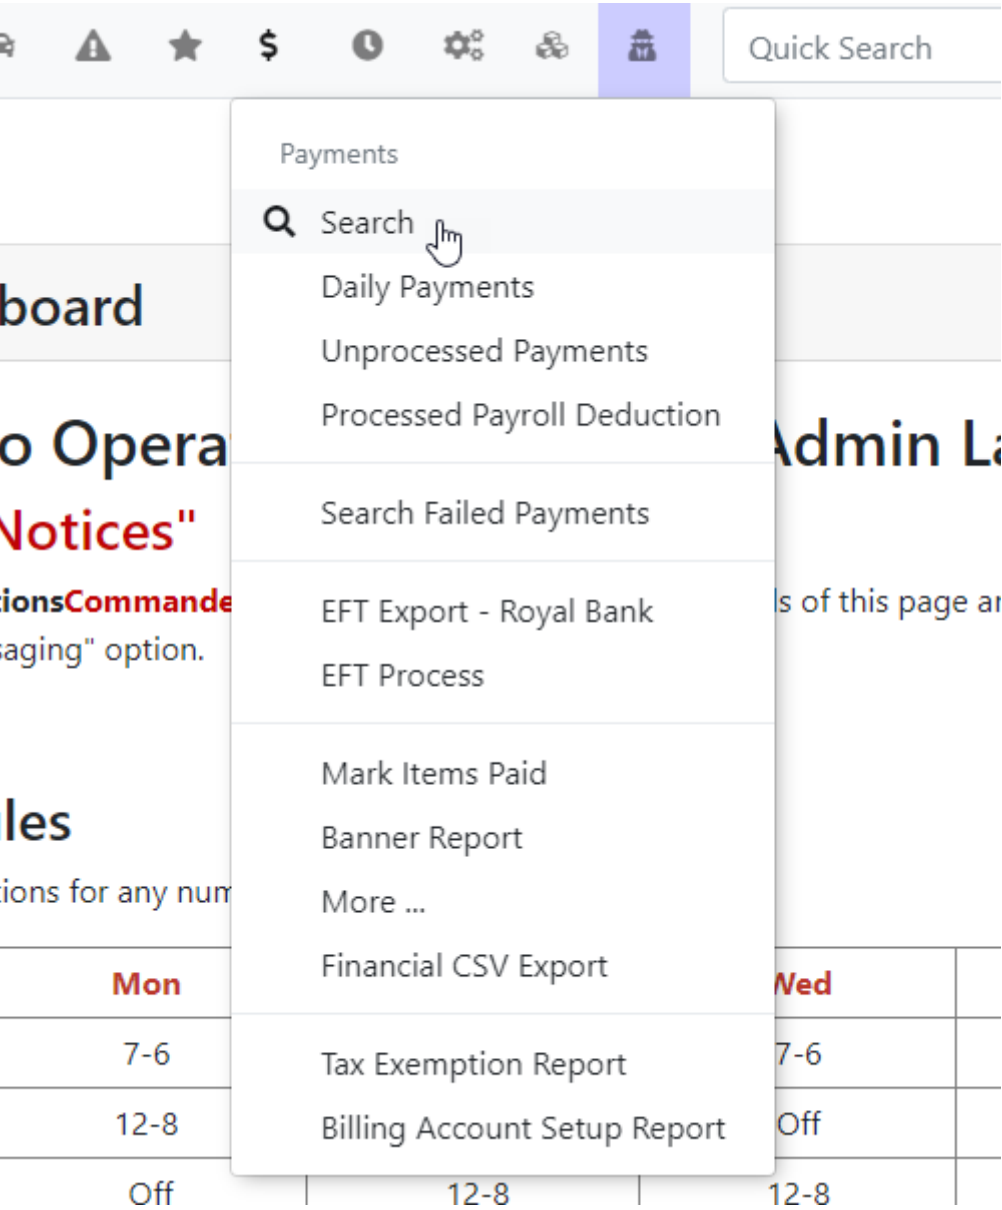 $
Quick Search
Payments
Search
Daily Payments
Unprocessed Payments
Processed Payroll Deduction
Search Failed Payments
EFT Export - Royal Bank
EFT Process
Mark Items Paid
Banner Report
More ...
Financial CSV Export
Tax Exemption Report
Billing Account Setup Report
board
o Opera Admin La
Notices"
tionsCommande ls of this page ar
saging" option.
les
tions for any num
Mon Wed
7-6 7-6
12-8 Off
Off 12-8 12-8